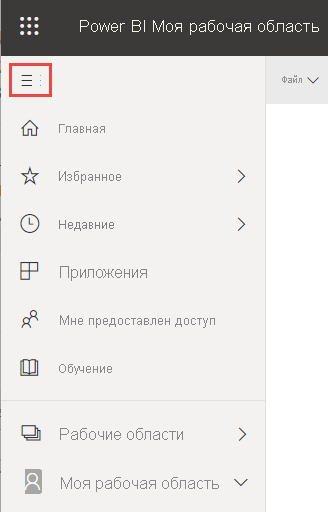 Power BI Моя рабочая область
Файл
Главная
Избранное
Недавние
Приложения
Мне предоставлен доступ
Обучение
Рабочие области
Моя рабочая область